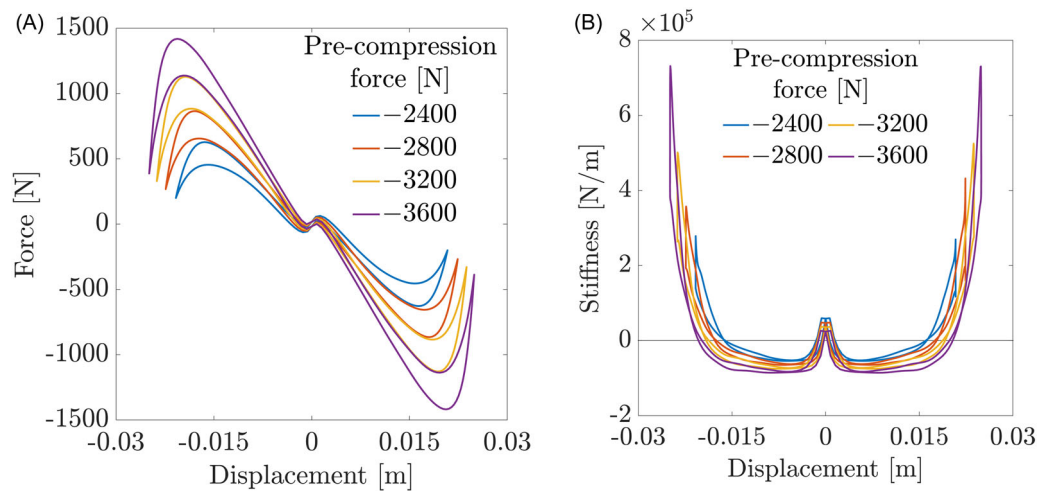 (A)
1500
1000
500
0
-500
-1000
-1500
Force [N]
Pre-compression
force [N]
−2400
−2800
−3200
−3600
-0.03 -0.015 0 0.015 0.03
Displacement [m]
(B)
×10⁵
8
6
4
2
0
-2
Stiffness [N/m]
Pre-compression
force [N]
−2400 −3200
−2800 −3600
-0.03 -0.015 0 0.015 0.03
Displacement [m]